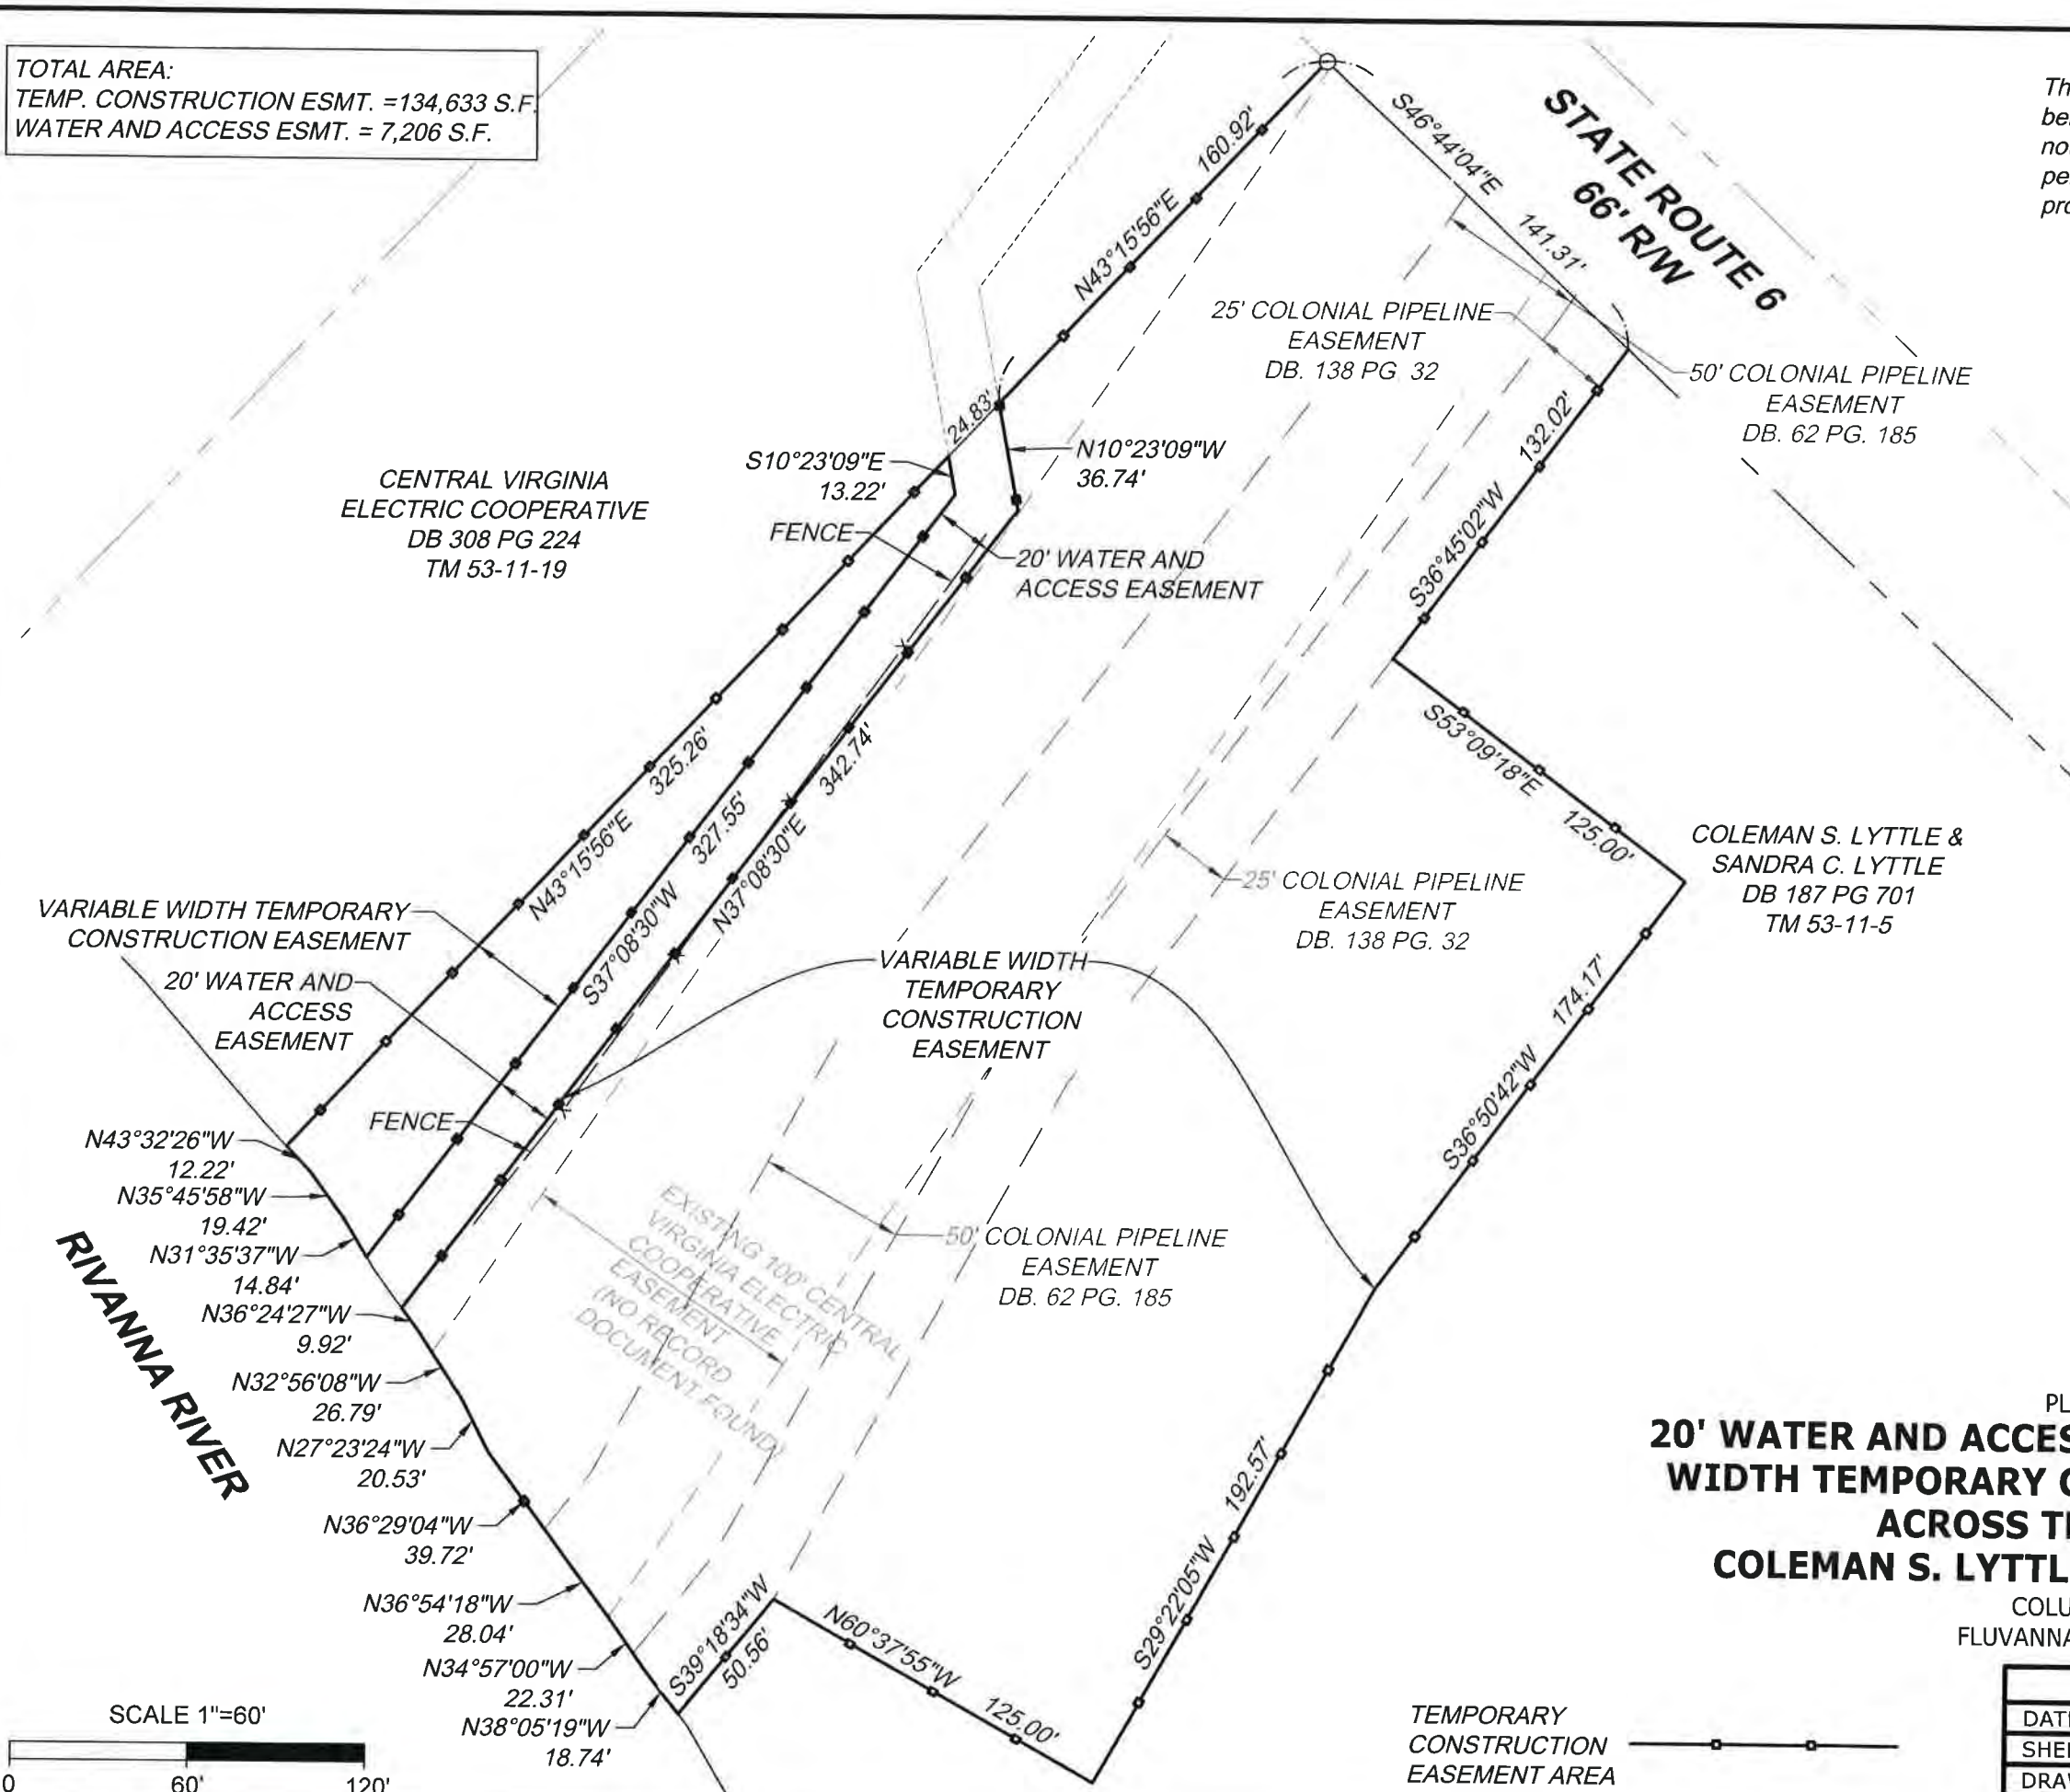 TOTAL AREA:
TEMP. CONSTRUCTION ESMT. =134,633 S.F.
WATER AND ACCESS ESMT. = 7,206 S.F.
STATE ROUTE 6
66' R/W
S46°44'04"E
141.31'
160.92'
N43°15'56"E
25' COLONIAL PIPELINE
EASEMENT
DB. 138 PG 32
50' COLONIAL PIPELINE
EASEMENT
DB. 62 PG. 185
132.02'
S36°45'02"W
24.83'
S10°23'09"E
13.22'
N10°23'09"W
36.74'
CENTRAL VIRGINIA
ELECTRIC COOPERATIVE
DB 308 PG 224
TM 53-11-19
FENCE
20' WATER AND
ACCESS EASEMENT
S53°09'18"E
125.00'
COLEMAN S. LYTTLE &
SANDRA C. LYTTLE
DB 187 PG 701
TM 53-11-5
325.26'
N43°15'56"E
327.55'
S37°08'30"W
342.74'
N37°08'30"E
25' COLONIAL PIPELINE
EASEMENT
DB. 138 PG. 32
VARIABLE WIDTH TEMPORARY
CONSTRUCTION EASEMENT
20' WATER AND
ACCESS
EASEMENT
VARIABLE WIDTH
TEMPORARY
CONSTRUCTION
EASEMENT
174.17'
S36°50'42"W
FENCE
N43°32'26"W
12.22'
N35°45'58"W
19.42'
N31°35'37"W
14.84'
N36°24'27"W
9.92'
N32°56'08"W
26.79'
N27°23'24"W
20.53'
N36°29'04"W
39.72'
N36°54'18"W
28.04'
N34°57'00"W
22.31'
N38°05'19"W
18.74'
RIVANNA RIVER
EXISTING 100' CENTRAL
VIRGINIA ELECTRIC
COOPERATIVE
EASEMENT
(NO RECORD
DOCUMENT FOUND)
50' COLONIAL PIPELINE
EASEMENT
DB. 62 PG. 185
192.57'
S29°22'05"W
S39°18'34"W
50.56'
N60°37'55"W
125.00'
20' WATER AND
WIDTH TEMPORARY
ACROSS
COLEMAN S.
SCALE 1"=60'
0 60' 120'
TEMPORARY
CONSTRUCTION
EASEMENT AREA